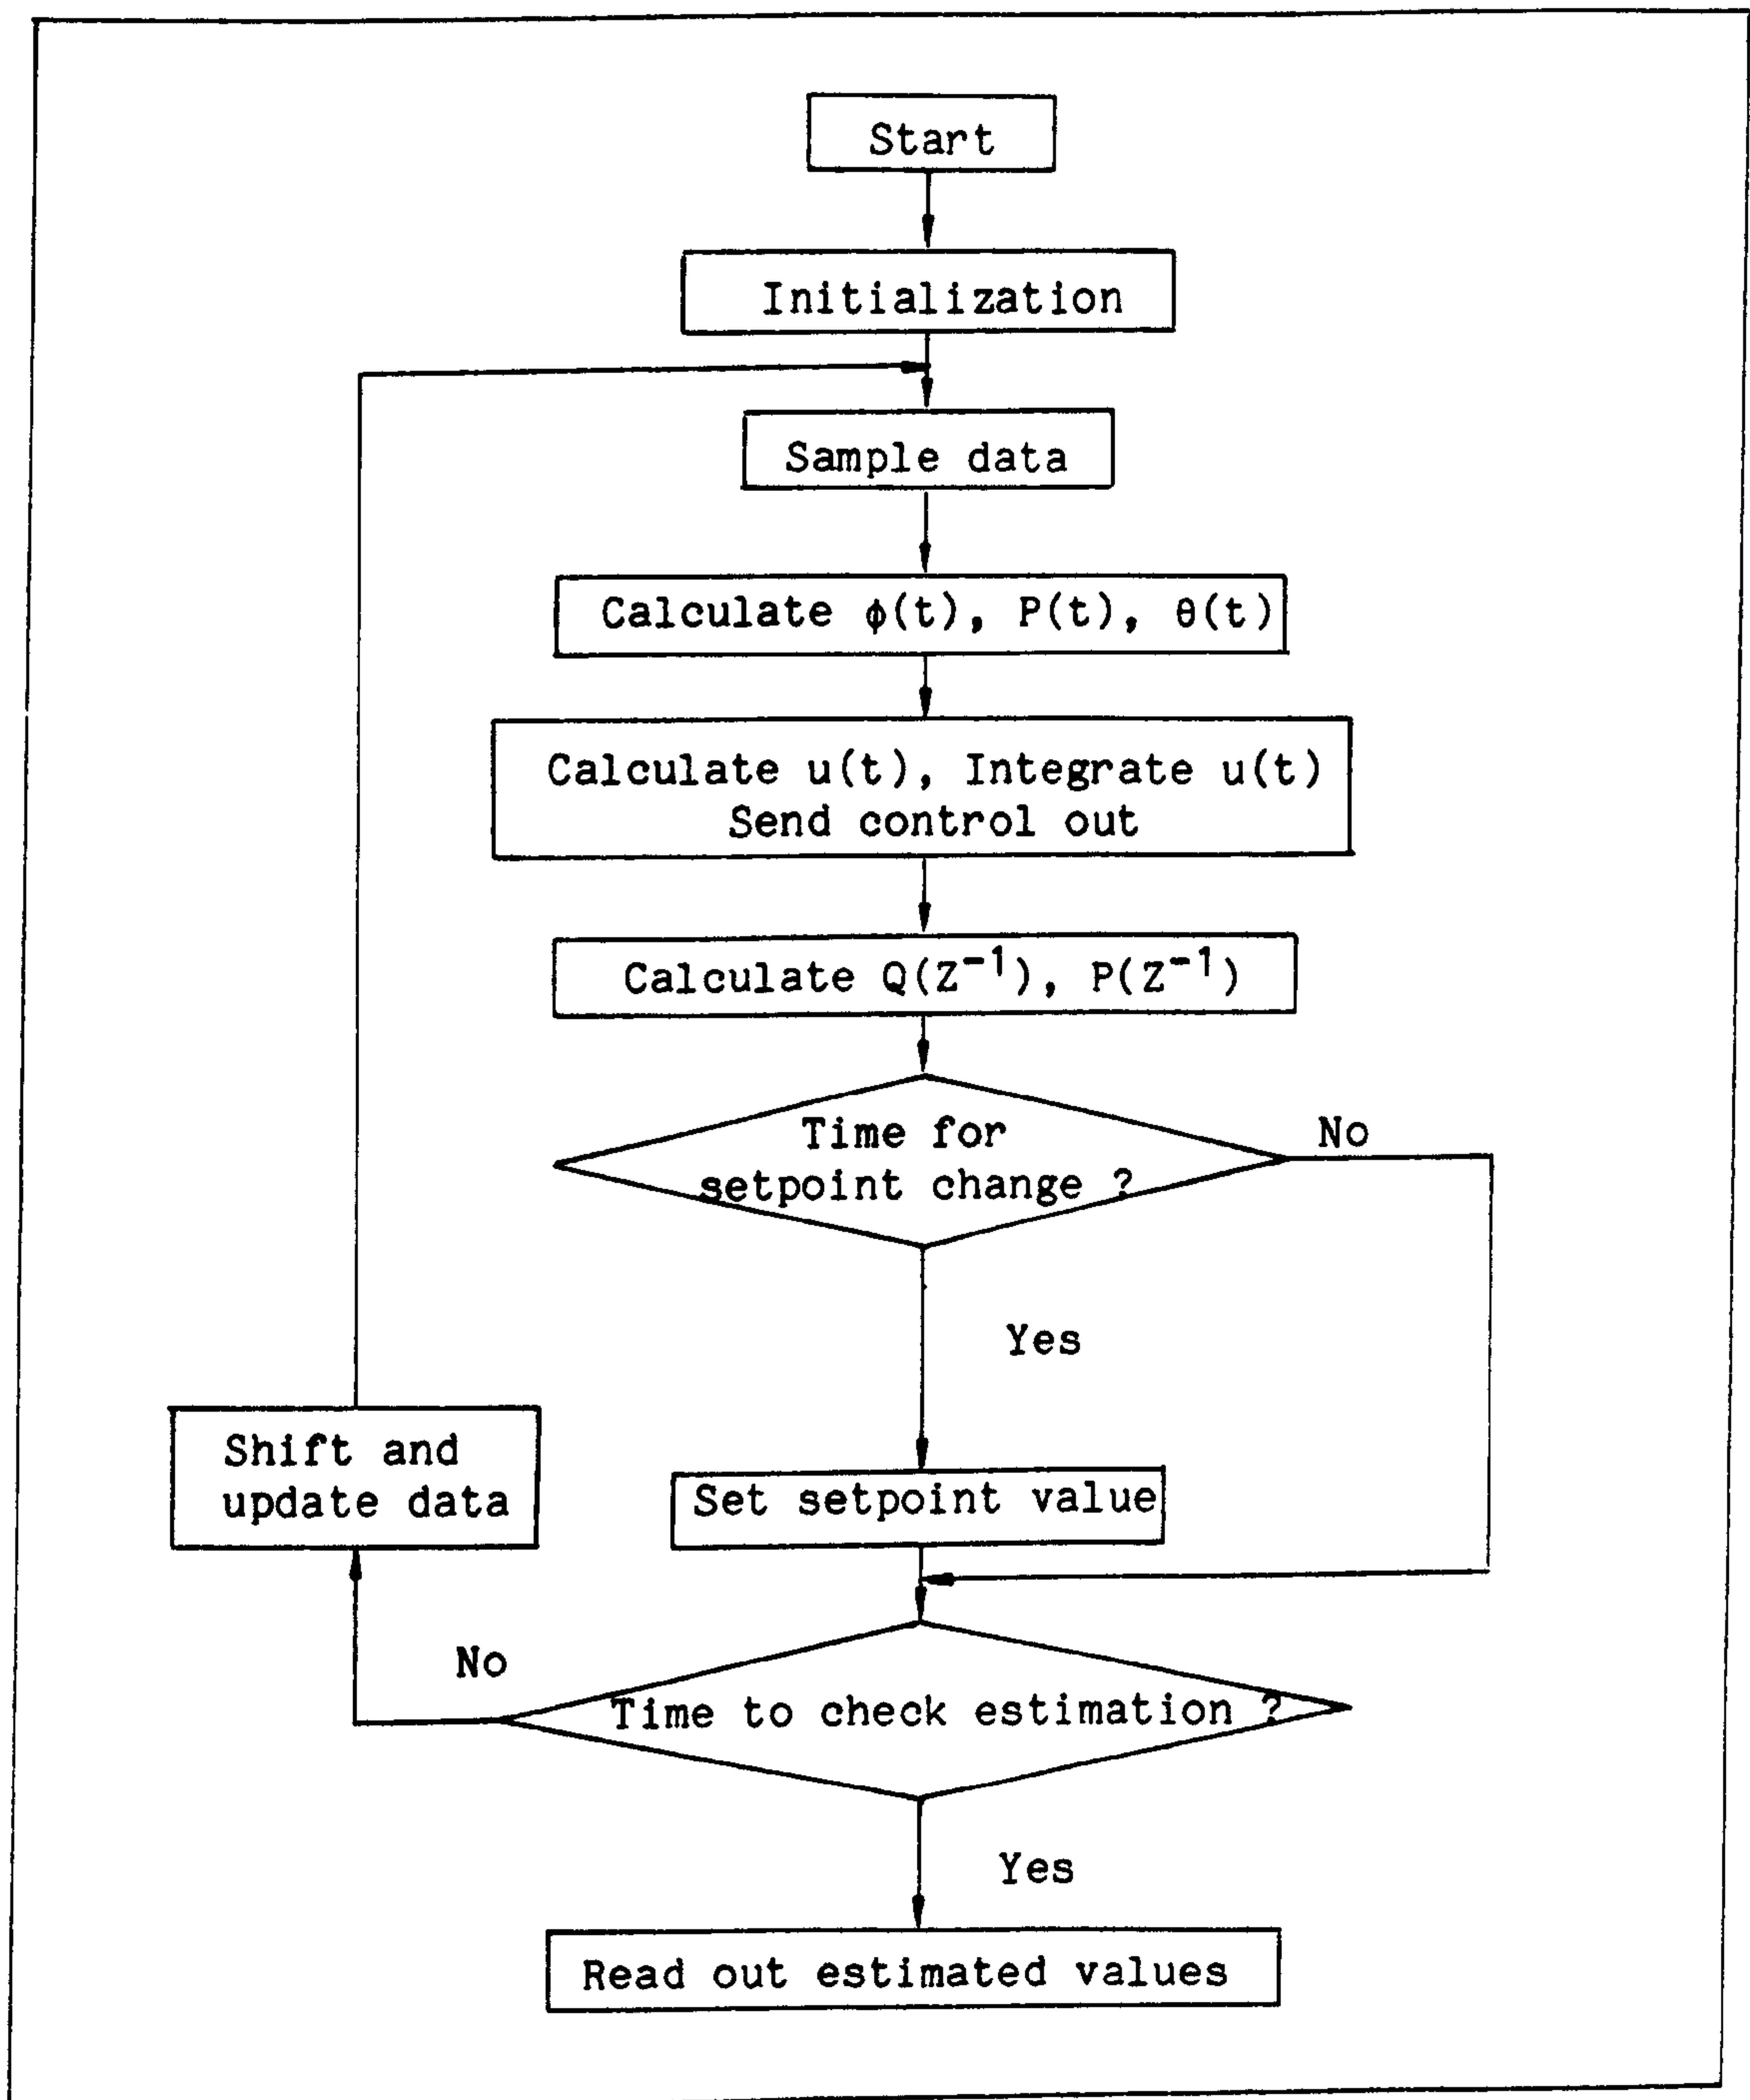 Start
Initialization
Sample data
Calculate ϕ(t), P(t), θ(t)
Calculate u(t), Integrate u(t)
Send control out
Calculate Q(Z⁻¹), P(Z⁻¹)
Time for
setpoint change ?
No
Yes
Shift and
update data
Set setpoint value
No
Time to check estimation ?
Yes
Read out estimated values